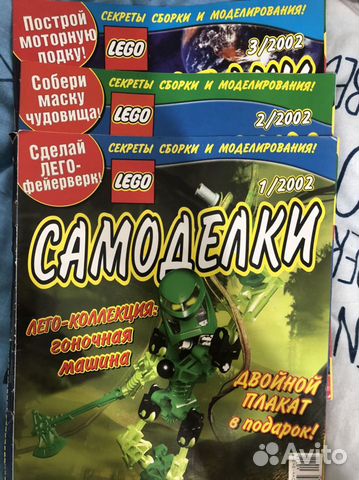 Построй
моторную
лодку!
СЕКРЕТЫ СБОРКИ И МОДЕЛИРОВАНИЯ!
LEGO
3/2002
Собери
маску
чудовища!
СЕКРЕТЫ СБОРКИ И МОДЕЛИРОВАНИЯ!
LEGO
2/2002
Сделай
ЛЕГО-
фейерверк!
СЕКРЕТЫ СБОРКИ И МОДЕЛИРОВАНИЯ!
LEGO
1/2002
САМОДЕЛКИ
ЛЕГО-КОЛЛЕКЦИЯ:
гоночная
машина
ДВОЙНОЙ
ПЛАКАТ
в подарок!
Avito